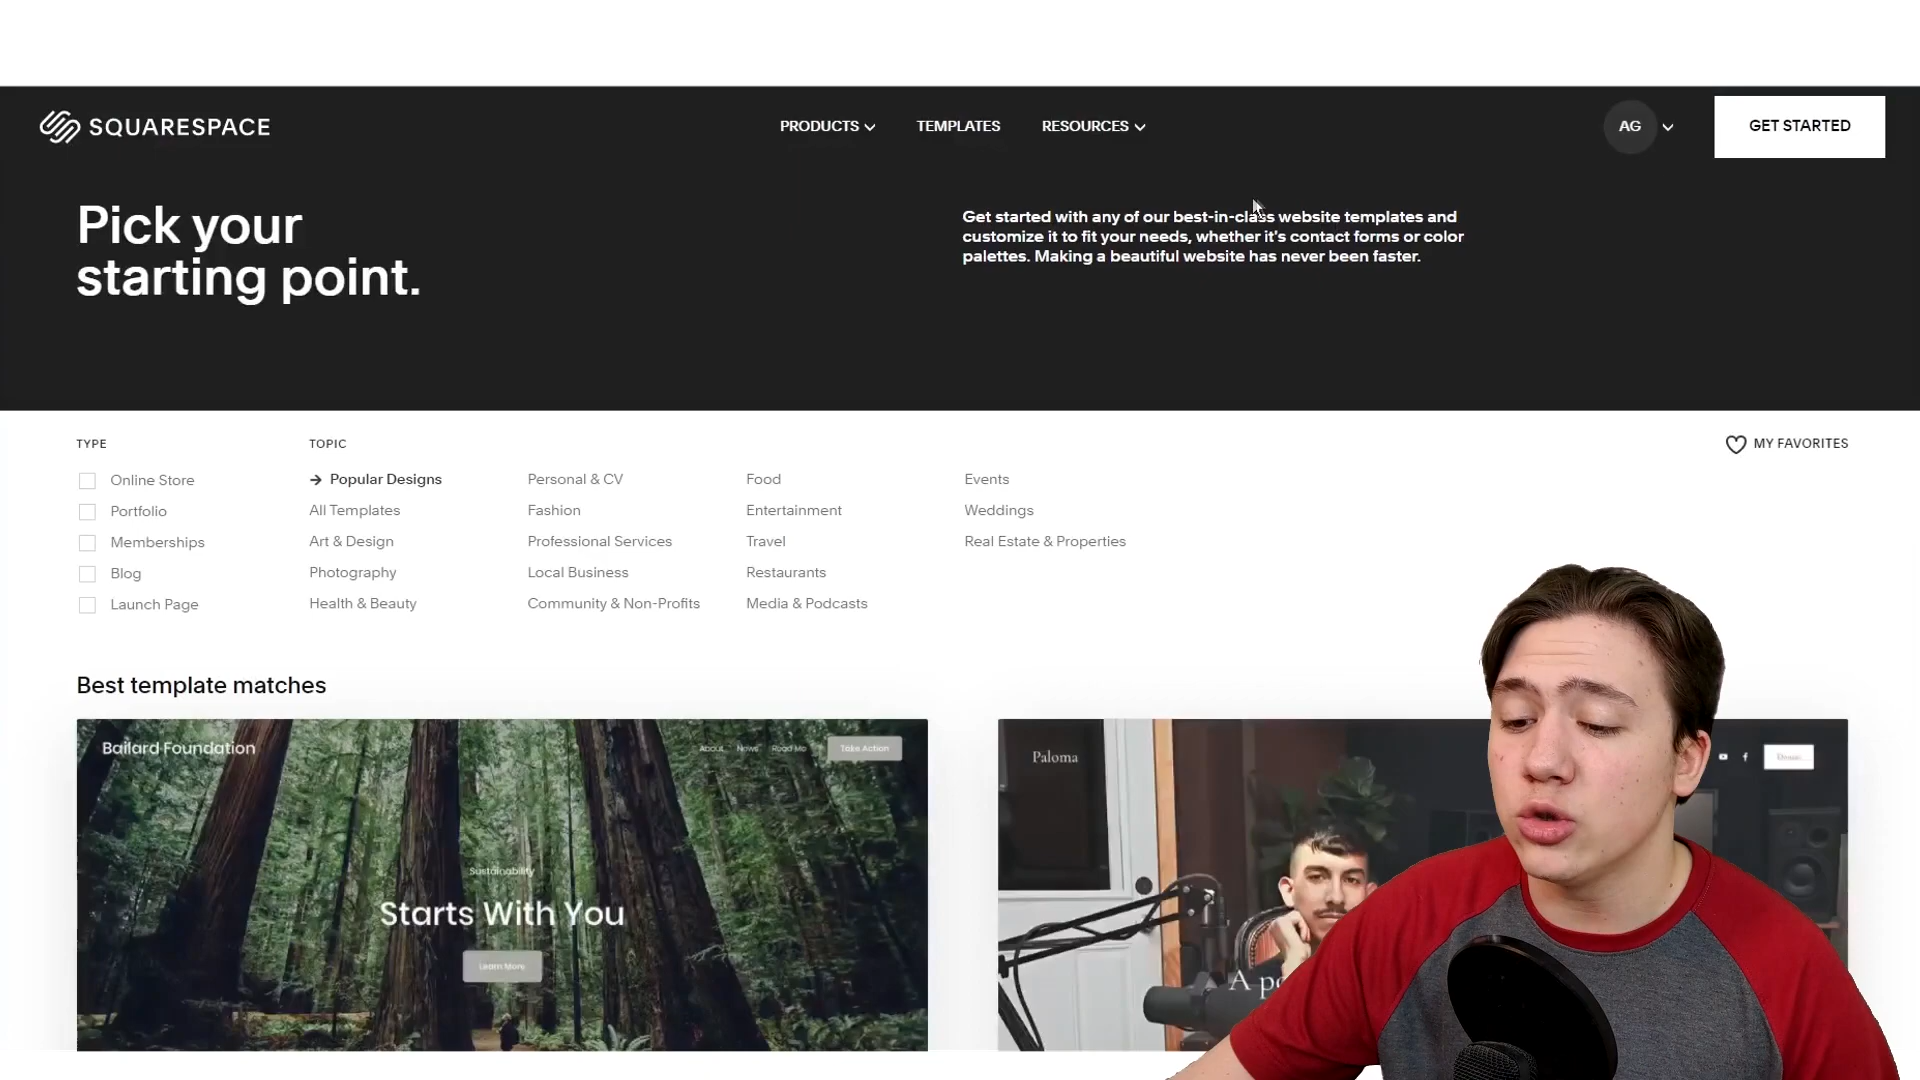 SQUARESPACE
PRODUCTS
TEMPLATES
RESOURCES
AG
GET STARTED
Pick your
starting point.
Get started with any of our best-in-class website templates and
customize it to fit your needs, whether it's contact forms or color
palettes. Making a beautiful website has never been faster.
TYPE
Online Store
Portfolio
Memberships
Blog
Launch Page
TOPIC
Popular Designs
All Templates
Art & Design
Photography
Health & Beauty
Personal & CV
Fashion
Professional Services
Local Business
Community & Non-Profits
Food
Entertainment
Travel
Restaurants
Media & Podcasts
Events
Weddings
Real Estate & Properties
MY FAVORITES
Best template matches
Bailard Foundation
About
News
Read Me
Take Action
Sustainability
Starts With You
Learn More
Paloma
A